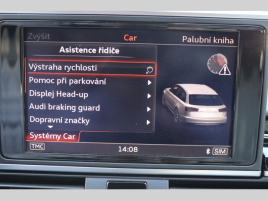 Zvýšit
Car
Palubní kniha
Asistence řidiče
Výstraha rychlosti
Pomoc při parkování
Displej Head-up
Audi braking guard
Dopravní značky
Systémy Car
TMC
14:08
SIM